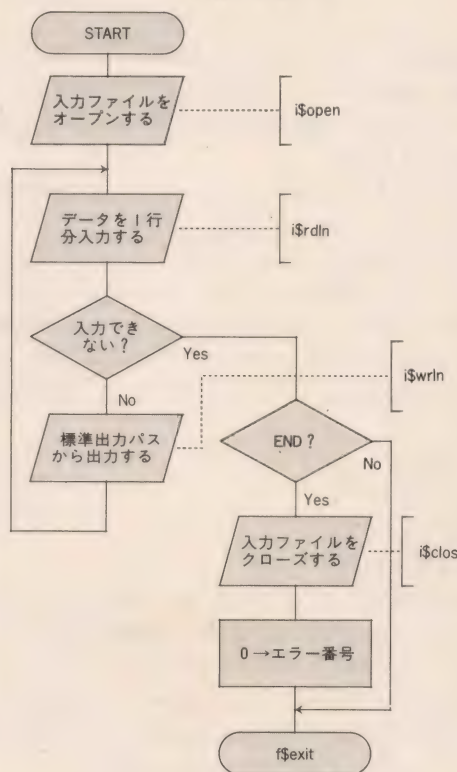 START
入力ファイルを
オープンする
i$open
データを1行
分入力する
i$rdln
入力でき
ない?
Yes
i$wrln
No
標準出力パス
から出力する
END?
No
Yes
入力ファイルを
クローズする
i$clos
0→エラー番号
f$exit